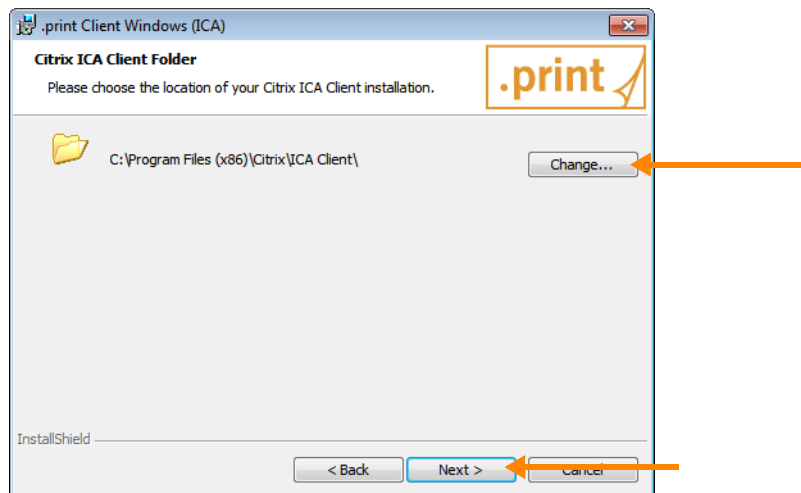 .print Client Windows (ICA)
Citrix ICA Client Folder
Please choose the location of your Citrix ICA Client installation.
.print
C:\Program Files (x86)\Citrix\ICA Client\
Change...
InstallShield
< Back
Next >
Cancel